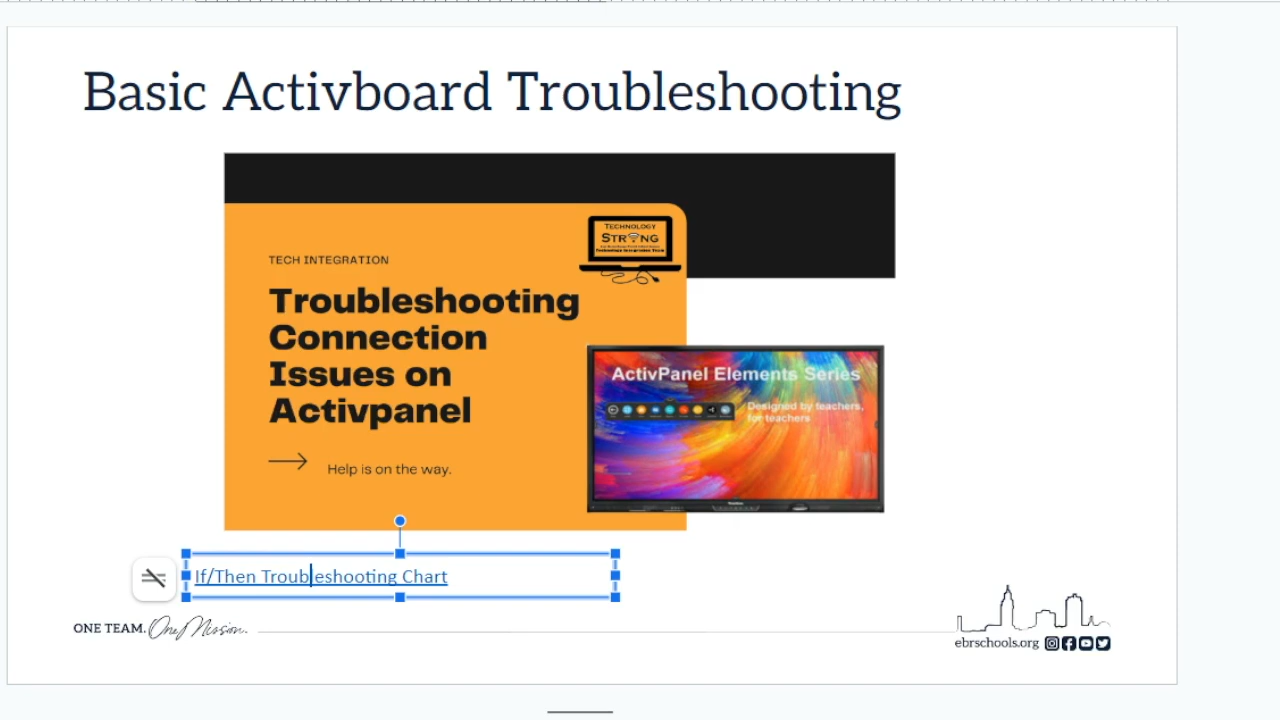 Basic Activboard Troubleshooting
TECHNOLOGY
STRONG
TECH INTEGRATION
Troubleshooting
Connection
Issues on
Activpanel
Help is on the way.
ActivPanel Elements Series
Designed by teachers,
for teachers
If/Then Troubleshooting Chart
ONE TEAM. One Mission.
ebrschools.org